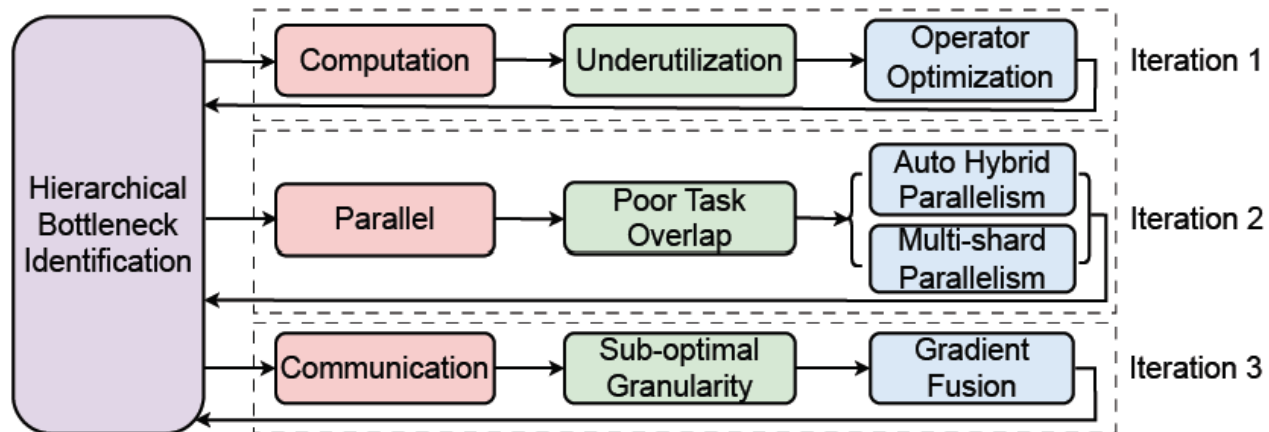 Hierarchical
Bottleneck
Identification
Computation
Underutilization
Operator
Optimization
Iteration 1
Parallel
Poor Task
Overlap
Auto Hybrid
Parallelism
Multi-shard
Parallelism
Iteration 2
Communication
Sub-optimal
Granularity
Gradient
Fusion
Iteration 3